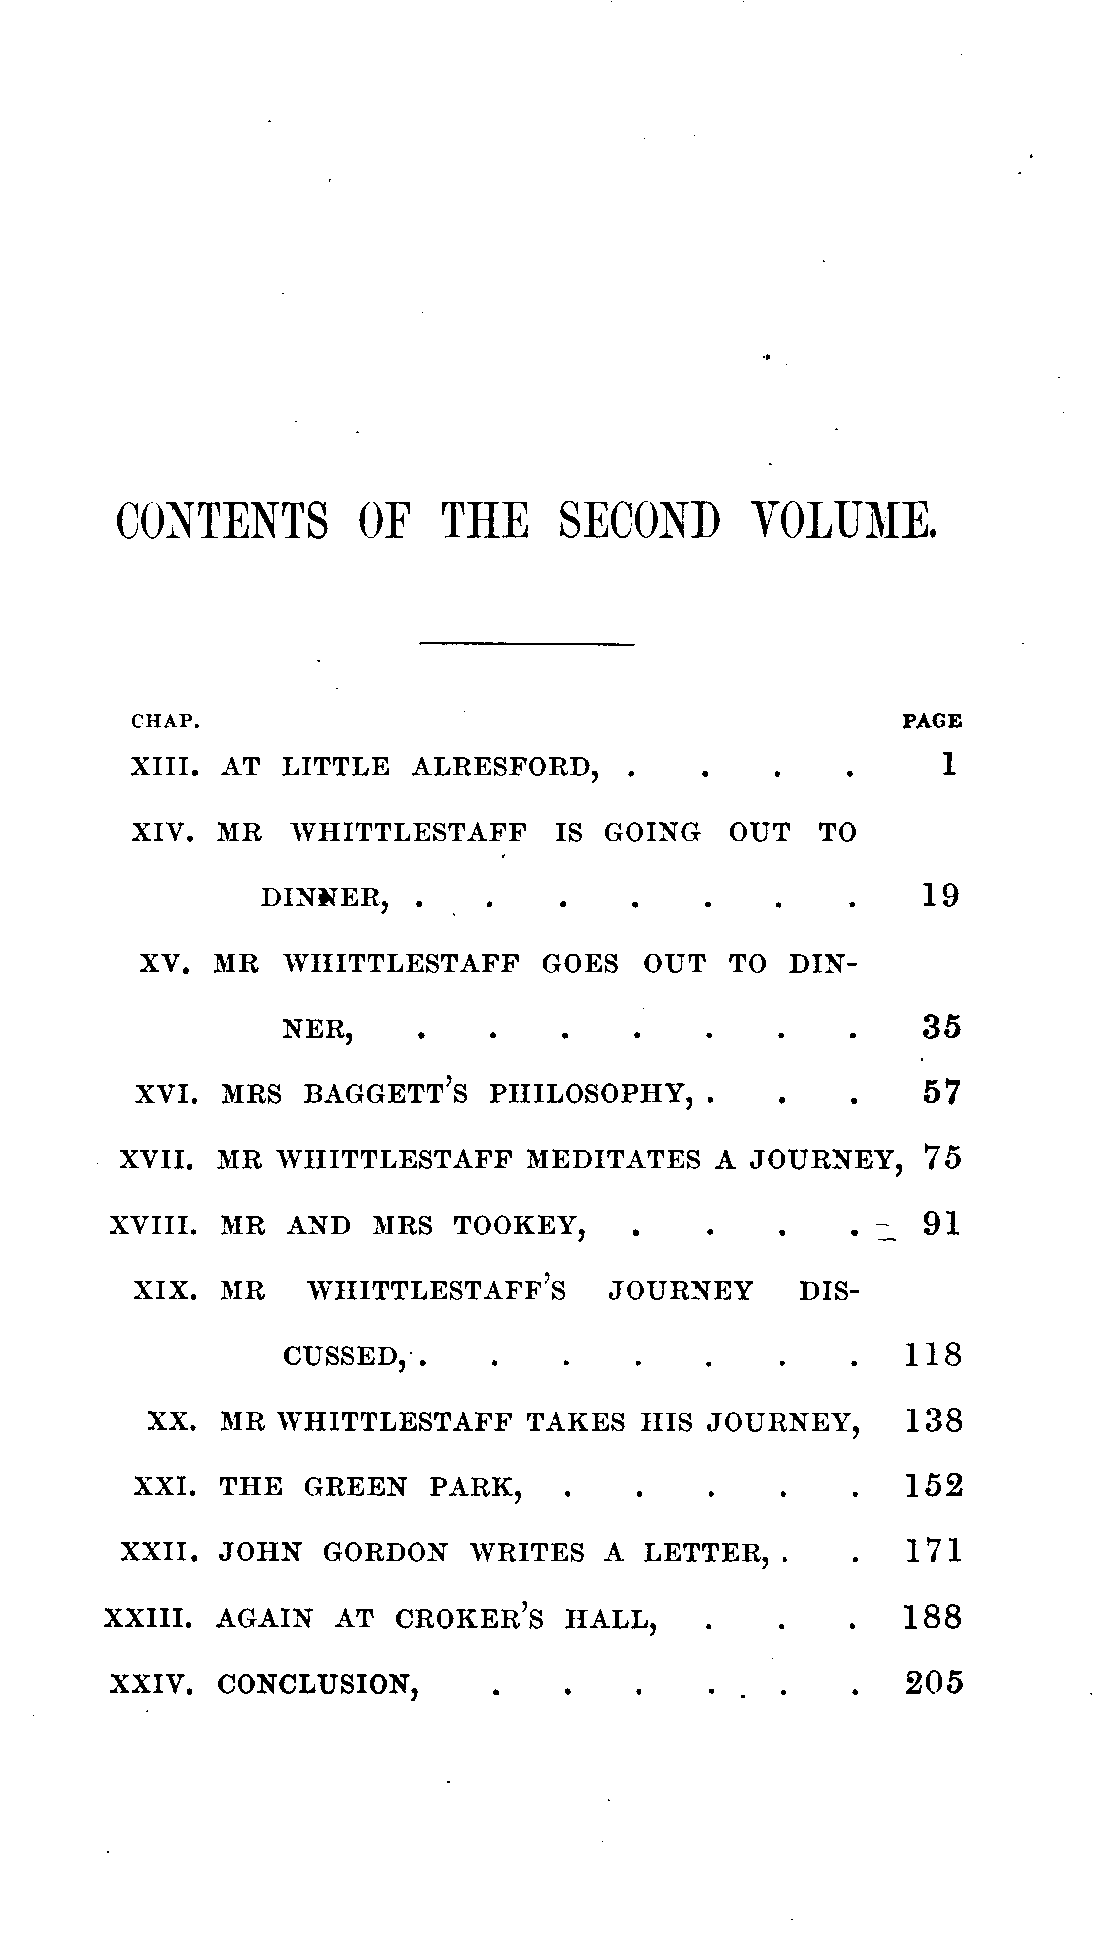 CONTENTS OF THE SECOND VOLUME.
CHAP. PAGE
XIII. AT LITTLE ALRESFORD, . . . . 1
XIV. MR WHITTLESTAFF IS GOING OUT TO
DINNER, . . . . . . . 19
XV. MR WHITTLESTAFF GOES OUT TO DIN-
NER, . . . . . . . 35
XVI. MRS BAGGETT'S PHILOSOPHY, . . . 57
XVII. MR WHITTLESTAFF MEDITATES A JOURNEY, 75
XVIII. MR AND MRS TOOKEY, . . . . 91
XIX. MR WHITTLESTAFF'S JOURNEY DIS-
CUSSED, . . . . . . . 118
XX. MR WHITTLESTAFF TAKES HIS JOURNEY, 138
XXI. THE GREEN PARK, . . . . . 152
XXII. JOHN GORDON WRITES A LETTER, . . 171
XXIII. AGAIN AT CROKER'S HALL, . . . 188
XXIV. CONCLUSION, . . . . . . 205